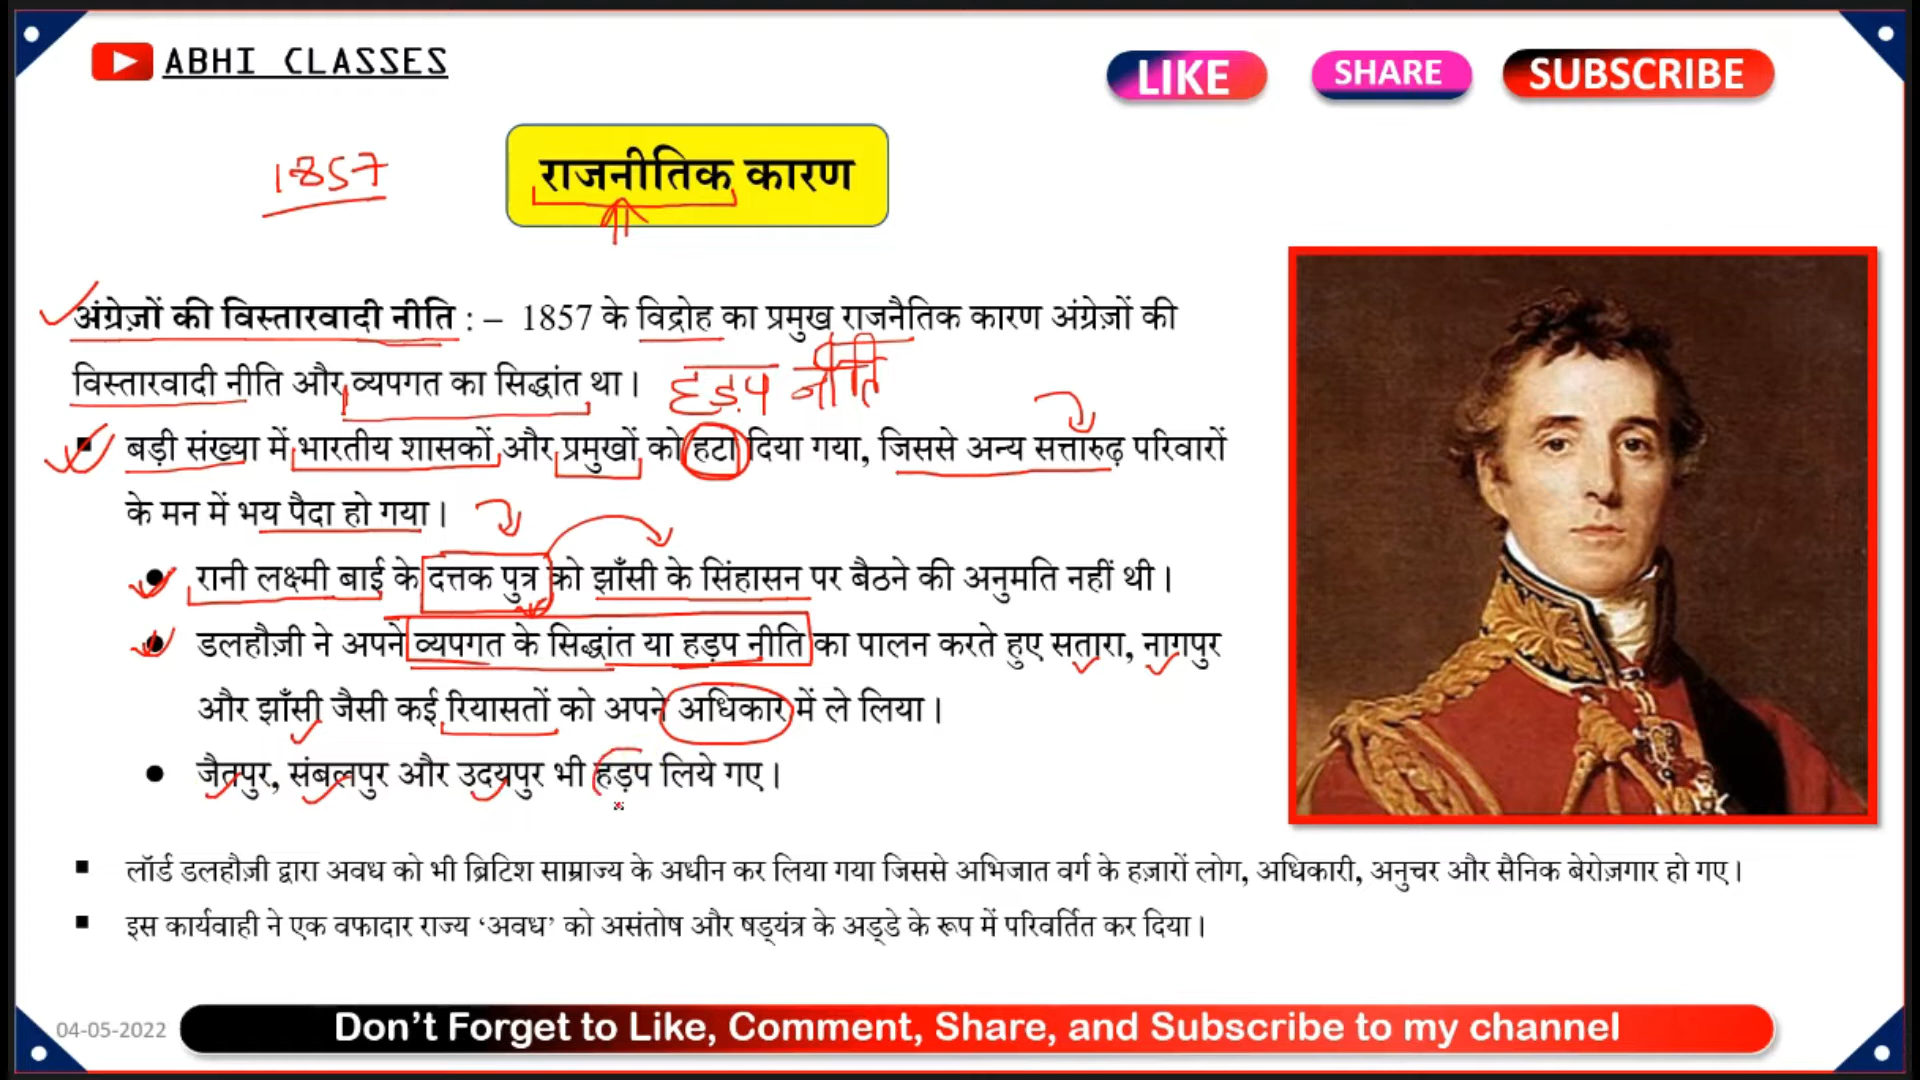 ABHI CLASSES
LIKE
SHARE
SUBSCRIBE
1857
राजनीतिक कारण
अंग्रेज़ों की विस्तारवादी नीति : – 1857 के विद्रोह का प्रमुख राजनैतिक कारण अंग्रेज़ों की
विस्तारवादी नीति और व्यपगत का सिद्धांत था।
हड़प नीति
बड़ी संख्या में भारतीय शासकों और प्रमुखों को हटा दिया गया, जिससे अन्य सत्तारुढ़ परिवारों
के मन में भय पैदा हो गया।
रानी लक्ष्मी बाई के दत्तक पुत्र को झाँसी के सिंहासन पर बैठने की अनुमति नहीं थी।
डलहौज़ी ने अपने व्यपगत के सिद्धांत या हड़प नीति का पालन करते हुए सतारा, नागपुर
और झाँसी जैसी कई रियासतों को अपने अधिकार में ले लिया।
जैतपुर, संबलपुर और उदयपुर भी हड़प लिये गए।
लॉर्ड डलहौज़ी द्वारा अवध को भी ब्रिटिश साम्राज्य के अधीन कर लिया गया जिससे अभिजात वर्ग के हज़ारों लोग, अधिकारी, अनुचर और सैनिक बेरोज़गार हो गए।
इस कार्यवाही ने एक वफादार राज्य ‘अवध’ को असंतोष और षड्यंत्र के अड्डे के रूप में परिवर्तित कर दिया।
04-05-2022
Don’t Forget to Like, Comment, Share, and Subscribe to my channel